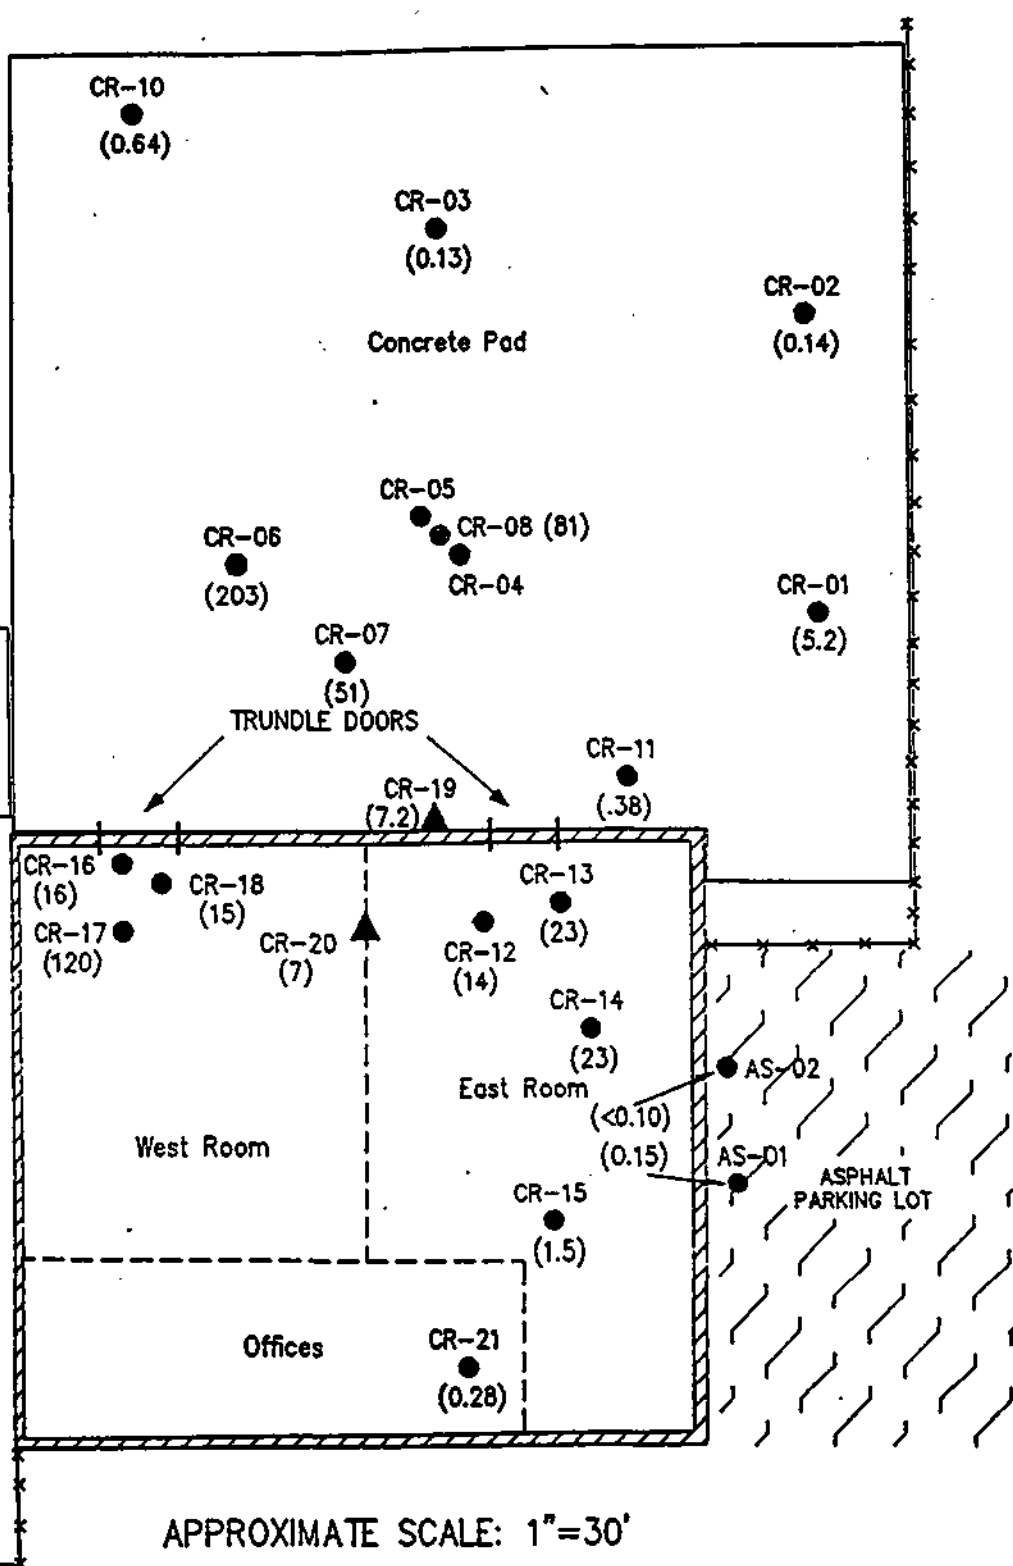 CR-10
(0.64)
CR-03
(0.13)
CR-02
(0.14)
Concrete Pad
CR-05
CR-08 (81)
CR-04
CR-06
(203)
CR-01
(5.2)
CR-07
(51)
TRUNDLE DOORS
CR-11
(.38)
CR-19
(7.2)
CR-16
(16)
CR-18
(15)
CR-17
(120)
CR-20
(7)
CR-13
(23)
CR-12
(14)
CR-14
(23)
East Room
AS-02
(<0.10)
(0.15)
AS-01
West Room
ASPHALT
PARKING LOT
CR-15
(1.5)
Offices
CR-21
(0.28)
APPROXIMATE SCALE: 1"=30'